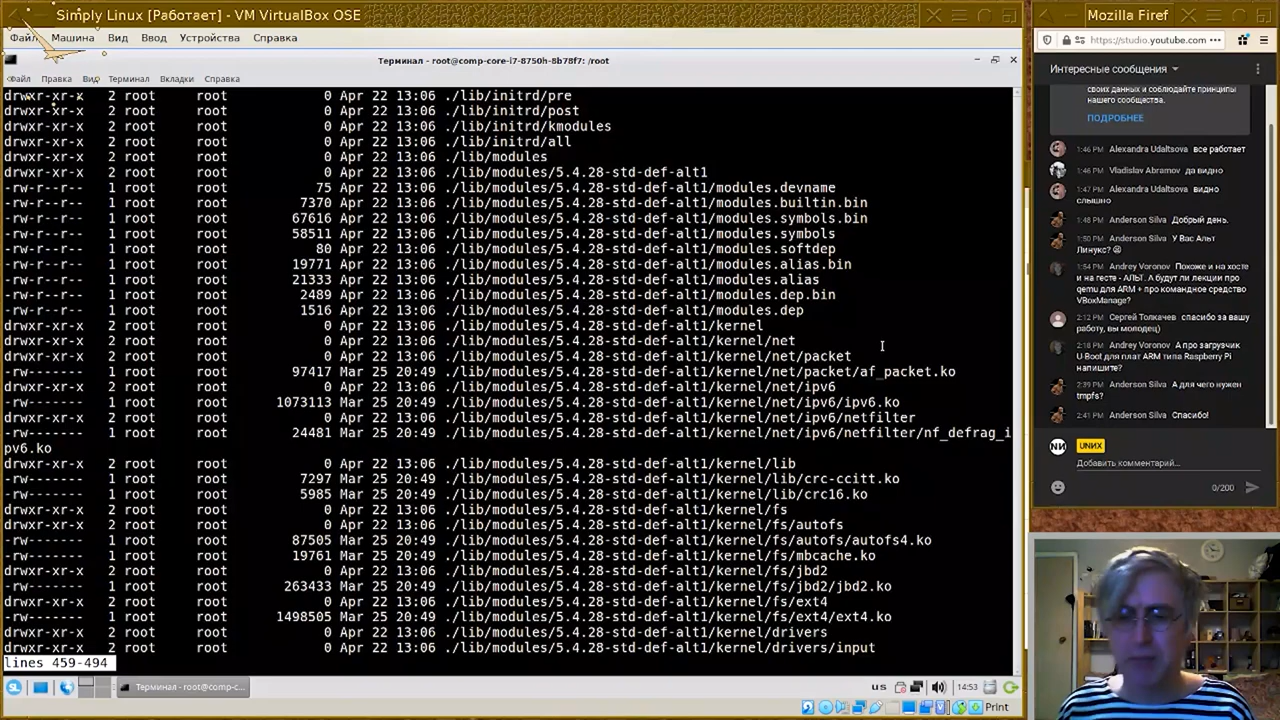 Simply Linux [Работает] - VM VirtualBox OSE
Файл Машина Вид Ввод Устройства Справка
Терминал - root@comp-core-i7-8750h-8b78f7: /root
Файл Правка Вид Терминал Вкладки Справка
drwxr-xr-x 2 root root 0 Apr 22 13:06 ./lib/initrd/pre
drwxr-xr-x 2 root root 0 Apr 22 13:06 ./lib/initrd/post
drwxr-xr-x 2 root root 0 Apr 22 13:06 ./lib/initrd/kmodules
drwxr-xr-x 2 root root 0 Apr 22 13:06 ./lib/initrd/all
drwxr-xr-x 2 root root 0 Apr 22 13:06 ./lib/modules
drwxr-xr-x 2 root root 0 Apr 22 13:06 ./lib/modules/5.4.28-std-def-alt1
-rw-r--r-- 1 root root 75 Apr 22 13:06 ./lib/modules/5.4.28-std-def-alt1/modules.devname
-rw-r--r-- 1 root root 7370 Apr 22 13:06 ./lib/modules/5.4.28-std-def-alt1/modules.builtin.bin
-rw-r--r-- 1 root root 67616 Apr 22 13:06 ./lib/modules/5.4.28-std-def-alt1/modules.symbols.bin
-rw-r--r-- 1 root root 58511 Apr 22 13:06 ./lib/modules/5.4.28-std-def-alt1/modules.symbols
-rw-r--r-- 1 root root 80 Apr 22 13:06 ./lib/modules/5.4.28-std-def-alt1/modules.softdep
-rw-r--r-- 1 root root 19771 Apr 22 13:06 ./lib/modules/5.4.28-std-def-alt1/modules.alias.bin
-rw-r--r-- 1 root root 21333 Apr 22 13:06 ./lib/modules/5.4.28-std-def-alt1/modules.alias
-rw-r--r-- 1 root root 2489 Apr 22 13:06 ./lib/modules/5.4.28-std-def-alt1/modules.dep.bin
-rw-r--r-- 1 root root 1516 Apr 22 13:06 ./lib/modules/5.4.28-std-def-alt1/modules.dep
drwxr-xr-x 2 root root 0 Apr 22 13:06 ./lib/modules/5.4.28-std-def-alt1/kernel
drwxr-xr-x 2 root root 0 Apr 22 13:06 ./lib/modules/5.4.28-std-def-alt1/kernel/net
drwxr-xr-x 2 root root 0 Apr 22 13:06 ./lib/modules/5.4.28-std-def-alt1/kernel/net/packet
-rw------- 1 root root 97417 Mar 25 20:49 ./lib/modules/5.4.28-std-def-alt1/kernel/net/packet/af_packet.ko
drwxr-xr-x 2 root root 0 Apr 22 13:06 ./lib/modules/5.4.28-std-def-alt1/kernel/net/ipv6
-rw------- 1 root root 1073113 Mar 25 20:49 ./lib/modules/5.4.28-std-def-alt1/kernel/net/ipv6/ipv6.ko
drwxr-xr-x 2 root root 0 Apr 22 13:06 ./lib/modules/5.4.28-std-def-alt1/kernel/net/ipv6/netfilter
-rw------- 1 root root 24481 Mar 25 20:49 ./lib/modules/5.4.28-std-def-alt1/kernel/net/ipv6/netfilter/nf_defrag_i
pv6.ko
drwxr-xr-x 2 root root 0 Apr 22 13:06 ./lib/modules/5.4.28-std-def-alt1/kernel/lib
-rw------- 1 root root 7297 Mar 25 20:49 ./lib/modules/5.4.28-std-def-alt1/kernel/lib/crc-ccitt.ko
-rw------- 1 root root 5985 Mar 25 20:49 ./lib/modules/5.4.28-std-def-alt1/kernel/lib/crc16.ko
drwxr-xr-x 2 root root 0 Apr 22 13:06 ./lib/modules/5.4.28-std-def-alt1/kernel/fs
drwxr-xr-x 2 root root 0 Apr 22 13:06 ./lib/modules/5.4.28-std-def-alt1/kernel/fs/autofs
-rw------- 1 root root 87505 Mar 25 20:49 ./lib/modules/5.4.28-std-def-alt1/kernel/fs/autofs/autofs4.ko
-rw------- 1 root root 19761 Mar 25 20:49 ./lib/modules/5.4.28-std-def-alt1/kernel/fs/mbcache.ko
drwxr-xr-x 2 root root 0 Apr 22 13:06 ./lib/modules/5.4.28-std-def-alt1/kernel/fs/jbd2
-rw------- 1 root root 263433 Mar 25 20:49 ./lib/modules/5.4.28-std-def-alt1/kernel/fs/jbd2/jbd2.ko
drwxr-xr-x 2 root root 0 Apr 22 13:06 ./lib/modules/5.4.28-std-def-alt1/kernel/fs/ext4
-rw------- 1 root root 1498505 Mar 25 20:49 ./lib/modules/5.4.28-std-def-alt1/kernel/fs/ext4/ext4.ko
drwxr-xr-x 2 root root 0 Apr 22 13:06 ./lib/modules/5.4.28-std-def-alt1/kernel/drivers
drwxr-xr-x 2 root root 0 Apr 22 13:06 ./lib/modules/5.4.28-std-def-alt1/kernel/drivers/input
lines 459-494
SL Терминал - root@comp-c... us 14:53
Print
Mozilla Firef
https://studio.youtube.com •••
Интересные сообщения
своих данных и соблюдайте принципы
нашего сообщества.
ПОДРОБНЕЕ
1:46 PM Alexandra Udaltsova все работает
1:46 PM Vladislav Abramov да видно
1:47 PM Alexandra Udaltsova видно
слышно
1:48 PM Anderson Silva Добрый день.
1:50 PM Anderson Silva У Вас Альт
Линукс?
1:54 PM Andrey Voronov Похоже и на хосте
и на гесте - АЛЬТ. А будут ли лекции про
qemu для ARM + про командное средство
VBoxManage?
2:12 PM Сергей Толкачев спасибо за вашу
работу, вы молодец)
2:18 PM Andrey Voronov А про загрузчик
U-Boot для плат ARM типа Raspberry Pi
напишите?
2:39 PM Anderson Silva А для чего нужен
tmpfs?
2:41 PM Anderson Silva Спасибо!
NИ UNИX
Добавить комментарий...
0/200